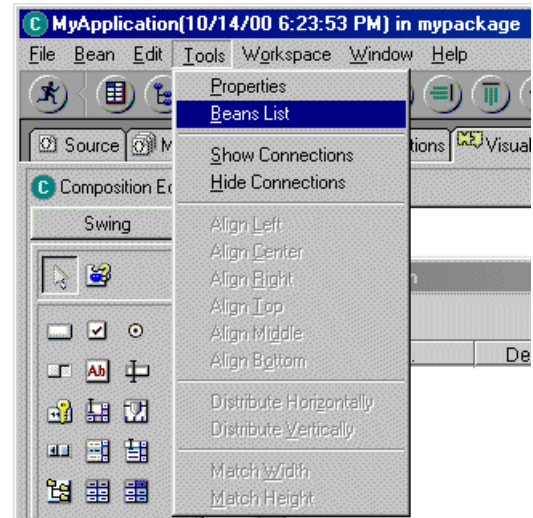 C MyApplication(10/14/00 6:23:53 PM) in mypackage
File Bean Edit Tools Workspace Window Help
Properties
Beans List
Source M tions Visual
Show Connections
C Composition E
Hide Connections
Swing
Align Left
Align Center
Align Right
Align Top
Align Middle
De
Align Bottom
Ab
Distribute Horizontally
Distribute Vertically
Match Width
Match Height